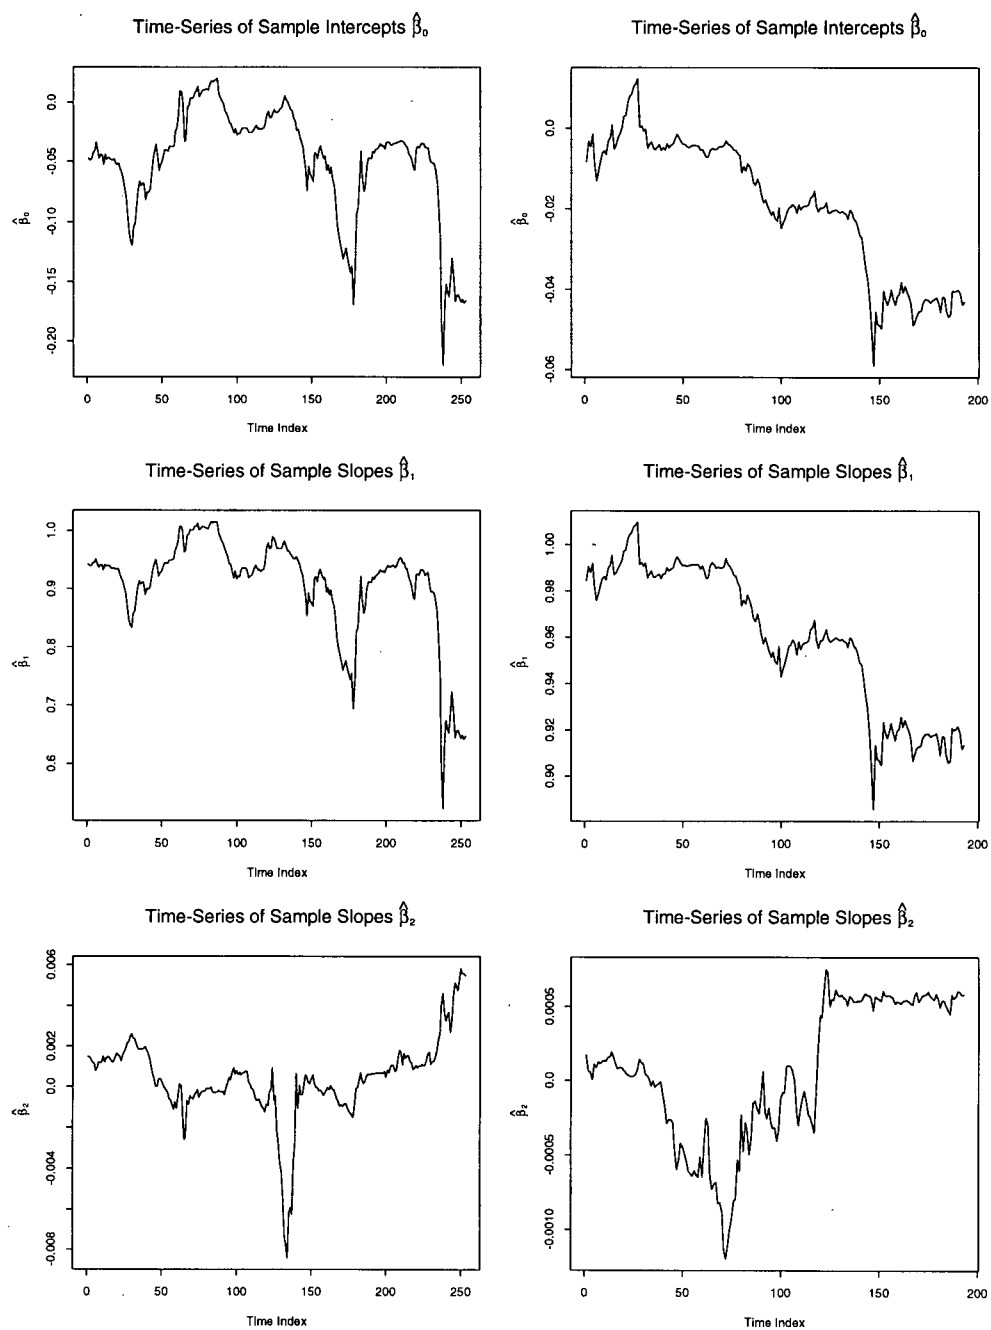 Time-Series of Sample Intercepts β̂₀
0.0
-0.05
-0.10
-0.15
-0.20
β̂₀
0 50 100 150 200 250
Time Index
Time-Series of Sample Intercepts β̂₀
0.0
-0.02
-0.04
-0.06
β̂₀
0 50 100 150 200
Time Index
Time-Series of Sample Slopes β̂₁
1.0
0.9
0.8
0.7
0.6
β̂₁
0 50 100 150 200 250
Time Index
Time-Series of Sample Slopes β̂₁
1.00
0.98
0.96
0.94
0.92
0.90
β̂₁
0 50 100 150 200
Time Index
Time-Series of Sample Slopes β̂₂
0.006
0.002
0.0
-0.004
-0.008
β̂₂
0 50 100 150 200 250
Time Index
Time-Series of Sample Slopes β̂₂
0.0005
0.0
-0.0005
-0.0010
β̂₂
0 50 100 150 200
Time Index